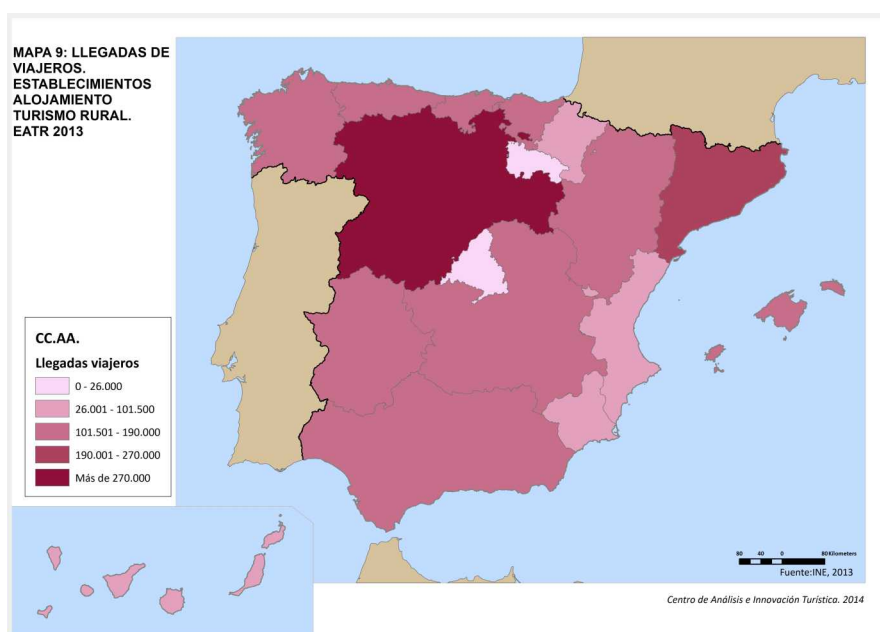 MAPA 9: LLEGADAS DE
VIAJEROS.
ESTABLECIMIENTOS
ALOJAMIENTO
TURISMO RURAL.
EATR 2013
CC.AA.
Llegadas viajeros
0 - 26.000
26.001 - 101.500
101.501 - 190.000
190.001 - 270.000
Más de 270.000
80 40 0 80 Kilometers
Fuente:INE, 2013
Centro de Análisis e Innovación Turística. 2014